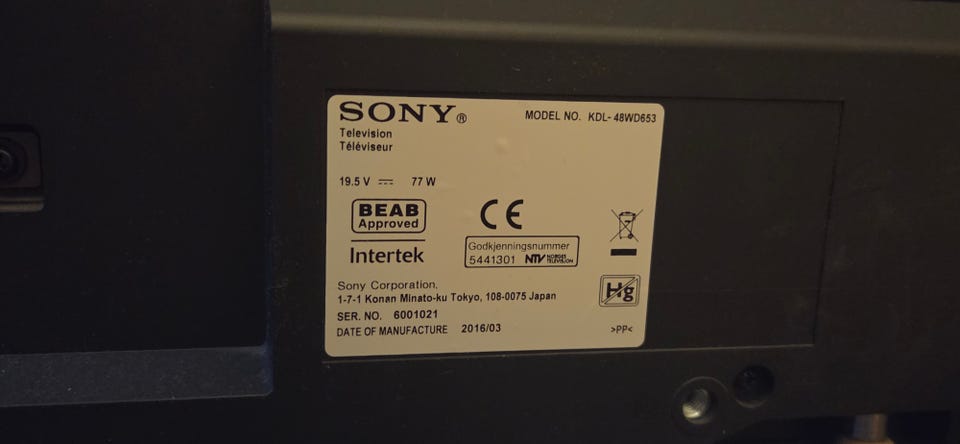 SONY®
MODEL NO. KDL-48WD653
Television
Téléviseur
19.5 V ⎓ 77 W
BEAB
Approved
Intertek
CE
Godkjenningsnummer
5441301 NTV NORGES TELEVISION
Hg
Sony Corporation,
1-7-1 Konan Minato-ku Tokyo, 108-0075 Japan
SER. NO. 6001021
DATE OF MANUFACTURE 2016/03
>PP<